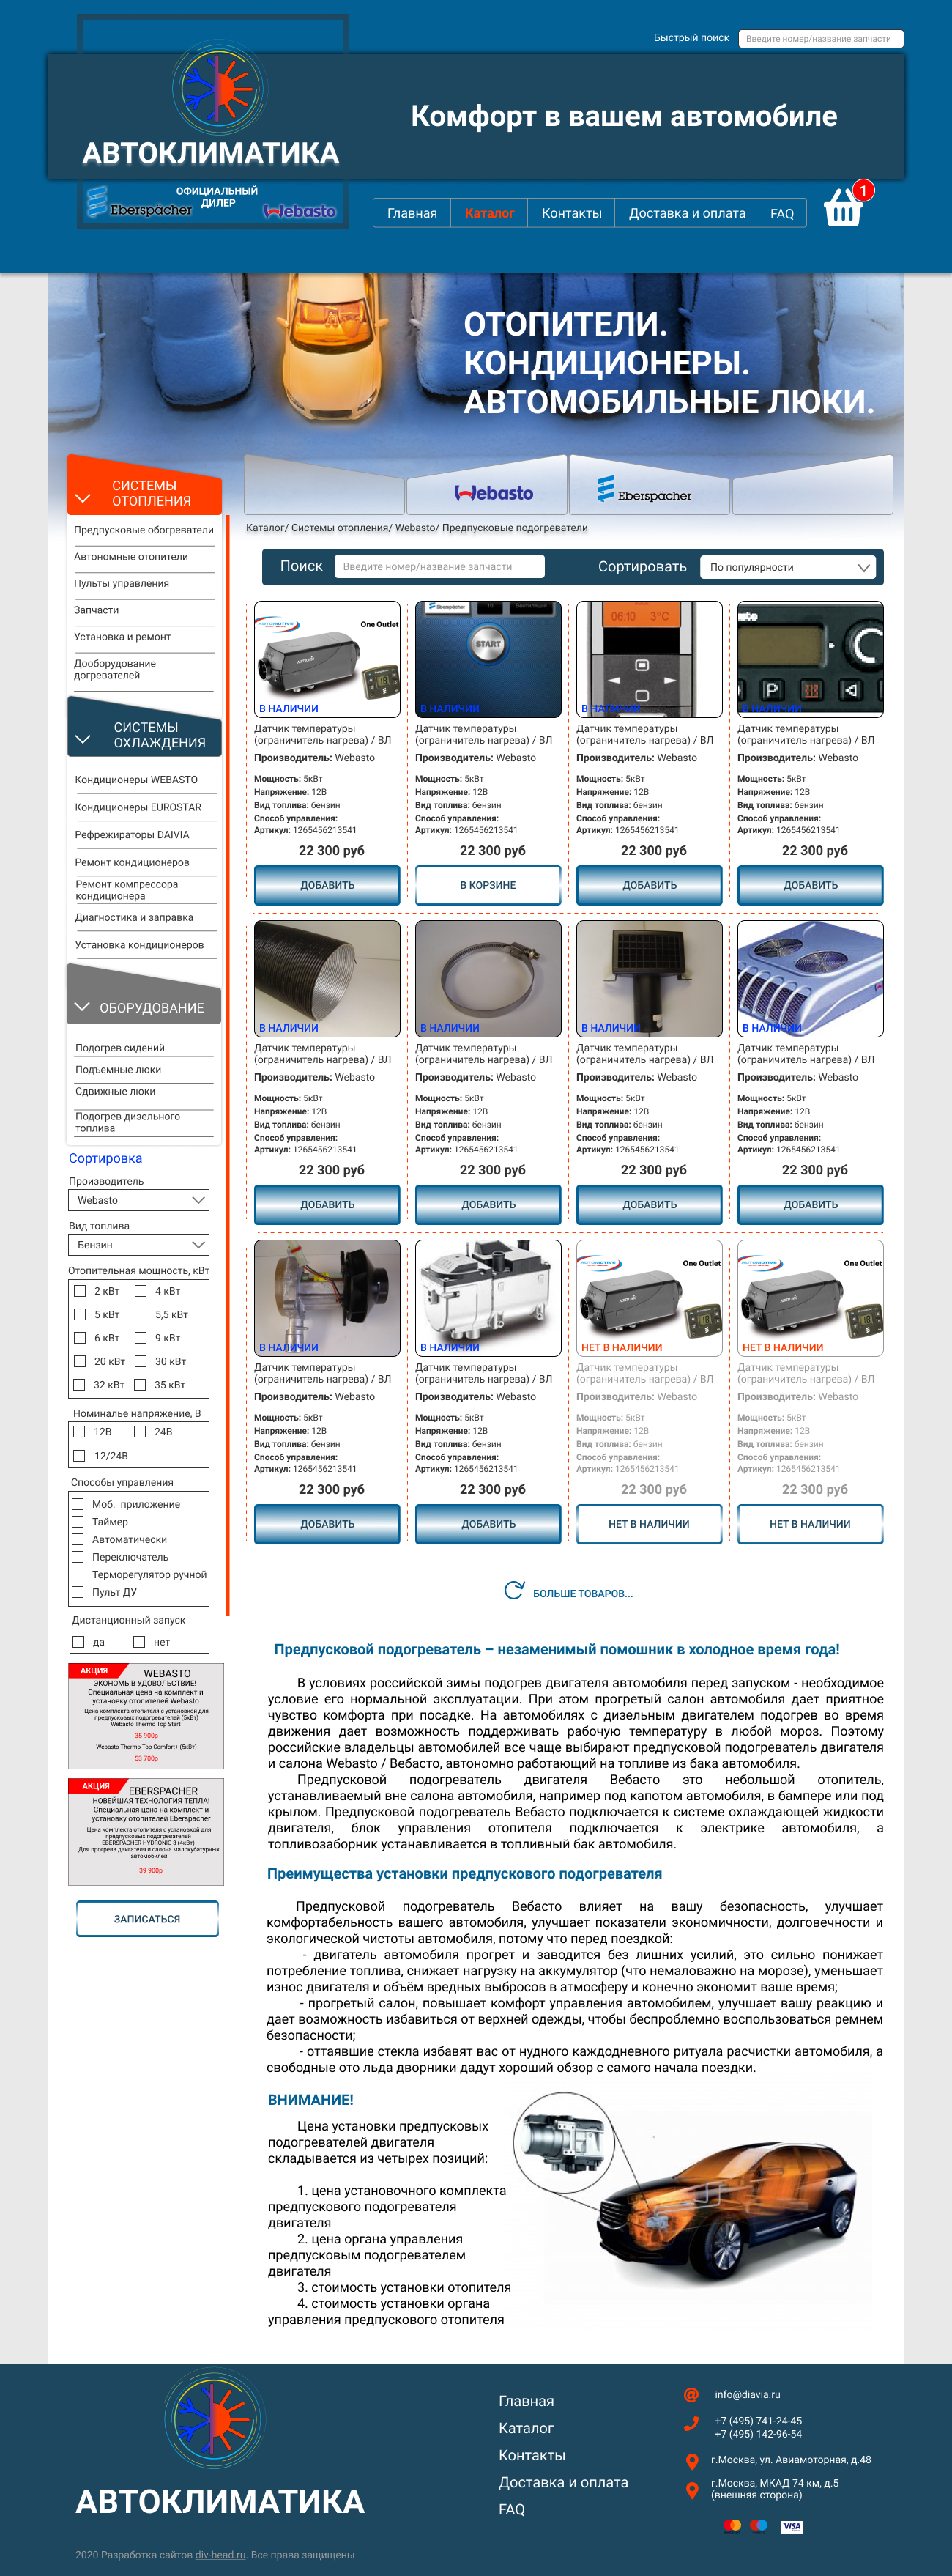 Быстрый поиск
Введите номер/название запчасти
Комфорт в вашем автомобиле
АВТОКЛИМАТИКА
ОФИЦИАЛЬНЫЙ
ДИЛЕР
Eberspächer
Webasto
Главная
Каталог
Контакты
Доставка и оплата
FAQ
1
ОТОПИТЕЛИ.
КОНДИЦИОНЕРЫ.
АВТОМОБИЛЬНЫЕ ЛЮКИ.
СИСТЕМЫ
ОТОПЛЕНИЯ
Предпусковые обогреватели
Автономные отопители
Пульты управления
Запчасти
Установка и ремонт
Дооборудование
догревателей
СИСТЕМЫ
ОХЛАЖДЕНИЯ
Кондиционеры WEBASTO
Кондиционеры EUROSTAR
Рефрежираторы DAIVIA
Ремонт кондиционеров
Ремонт компрессора
кондиционера
Диагностика и заправка
Установка кондиционеров
ОБОРУДОВАНИЕ
Подогрев сидений
Подъемные люки
Сдвижные люки
Подогрев дизельного
топлива
Сортировка
Производитель
Webasto
Вид топлива
Бензин
Отопительная мощность, кВт
2 кВт 4 кВт
5 кВт 5,5 кВт
6 кВт 9 кВт
20 кВт 30 кВт
32 кВт 35 кВт
Номиналье напряжение, В
12В 24В
12/24В
Способы управления
Моб. приложение
Таймер
Автоматически
Переключатель
Терморегулятор ручной
Пульт ДУ
Дистанционный запуск
да нет
АКЦИЯ
WEBASTO
ЭКОНОМЬ В УДОВОЛЬСТВИЕ!
Специальная цена на комплект и
установку отопителей Webasto
Цена комплекта отопителя с установкой для
предпусковых подогревателей (5кВт)
Webasto Thermo Top Start
35 900р
Webasto Thermo Top Comfort+ (5кВт)
53 700р
АКЦИЯ
EBERSPACHER
НОВЕЙШАЯ ТЕХНОЛОГИЯ ТЕПЛА!
Специальная цена на комплект и
установку отопителей Eberspacher
Цена комплекта отопителя с установкой для
предпусковых подогревателей
EBERSPACHER HYDRONIC 3 (4кВт)
Для прогрева двигателя и салона малокубатурных
автомобилей
39 900р
ЗАПИСАТЬСЯ
Webasto
Eberspächer
Каталог/ Системы отопления/ Webasto/ Предпусковые подогреватели
Поиск
Введите номер/название запчасти
Сортировать
По популярности
AUTOMOTIVE
One Outlet
В НАЛИЧИИ
Датчик температуры
(ограничитель нагрева) / ВЛ
Производитель: Webasto
Мощность: 5кВт
Напряжение: 12В
Вид топлива: бензин
Способ управления:
Артикул: 1265456213541
22 300 руб
ДОБАВИТЬ
Eberspächer
START
В НАЛИЧИИ
Датчик температуры
(ограничитель нагрева) / ВЛ
Производитель: Webasto
Мощность: 5кВт
Напряжение: 12В
Вид топлива: бензин
Способ управления:
Артикул: 1265456213541
22 300 руб
В КОРЗИНЕ
06:10 3°C
В НАЛИЧИИ
Датчик температуры
(ограничитель нагрева) / ВЛ
Производитель: Webasto
Мощность: 5кВт
Напряжение: 12В
Вид топлива: бензин
Способ управления:
Артикул: 1265456213541
22 300 руб
ДОБАВИТЬ
P
В НАЛИЧИИ
Датчик температуры
(ограничитель нагрева) / ВЛ
Производитель: Webasto
Мощность: 5кВт
Напряжение: 12В
Вид топлива: бензин
Способ управления:
Артикул: 1265456213541
22 300 руб
ДОБАВИТЬ
В НАЛИЧИИ
Датчик температуры
(ограничитель нагрева) / ВЛ
Производитель: Webasto
Мощность: 5кВт
Напряжение: 12В
Вид топлива: бензин
Способ управления:
Артикул: 1265456213541
22 300 руб
ДОБАВИТЬ
В НАЛИЧИИ
Датчик температуры
(ограничитель нагрева) / ВЛ
Производитель: Webasto
Мощность: 5кВт
Напряжение: 12В
Вид топлива: бензин
Способ управления:
Артикул: 1265456213541
22 300 руб
ДОБАВИТЬ
В НАЛИЧИИ
Датчик температуры
(ограничитель нагрева) / ВЛ
Производитель: Webasto
Мощность: 5кВт
Напряжение: 12В
Вид топлива: бензин
Способ управления:
Артикул: 1265456213541
22 300 руб
ДОБАВИТЬ
В НАЛИЧИИ
Датчик температуры
(ограничитель нагрева) / ВЛ
Производитель: Webasto
Мощность: 5кВт
Напряжение: 12В
Вид топлива: бензин
Способ управления:
Артикул: 1265456213541
22 300 руб
ДОБАВИТЬ
В НАЛИЧИИ
Датчик температуры
(ограничитель нагрева) / ВЛ
Производитель: Webasto
Мощность: 5кВт
Напряжение: 12В
Вид топлива: бензин
Способ управления:
Артикул: 1265456213541
22 300 руб
ДОБАВИТЬ
В НАЛИЧИИ
Датчик температуры
(ограничитель нагрева) / ВЛ
Производитель: Webasto
Мощность: 5кВт
Напряжение: 12В
Вид топлива: бензин
Способ управления:
Артикул: 1265456213541
22 300 руб
ДОБАВИТЬ
AUTOMOTIVE
One Outlet
НЕТ В НАЛИЧИИ
Датчик температуры
(ограничитель нагрева) / ВЛ
Производитель: Webasto
Мощность: 5кВт
Напряжение: 12В
Вид топлива: бензин
Способ управления:
Артикул: 1265456213541
22 300 руб
НЕТ В НАЛИЧИИ
AUTOMOTIVE
One Outlet
НЕТ В НАЛИЧИИ
Датчик температуры
(ограничитель нагрева) / ВЛ
Производитель: Webasto
Мощность: 5кВт
Напряжение: 12В
Вид топлива: бензин
Способ управления:
Артикул: 1265456213541
22 300 руб
НЕТ В НАЛИЧИИ
БОЛЬШЕ ТОВАРОВ...
Предпусковой подогреватель – незаменимый помошник в холодное время года!
В условиях российской зимы подогрев двигателя автомобиля перед запуском - необходимое
условие его нормальной эксплуатации. При этом прогретый салон автомобиля дает приятное
чувство комфорта при посадке. На автомобилях с дизельным двигателем подогрев во время
движения дает возможность поддерживать рабочую температуру в любой мороз. Поэтому
российские владельцы автомобилей все чаще выбирают предпусковой подогреватель двигателя
и салона Webasto / Вебасто, автономно работающий на топливе из бака автомобиля.
Предпусковой подогреватель двигателя Вебасто это небольшой отопитель,
устанавливаемый вне салона автомобиля, например под капотом автомобиля, в бампере или под
крылом. Предпусковой подогреватель Вебасто подключается к системе охлаждающей жидкости
двигателя, блок управления отопителя подключается к электрике автомобиля, а
топливозаборник устанавливается в топливный бак автомобиля.
Преимущества установки предпускового подогревателя
Предпусковой подогреватель Вебасто влияет на вашу безопасность, улучшает
комфортабельность вашего автомобиля, улучшает показатели экономичности, долговечности и
экологической чистоты автомобиля, потому что перед поездкой:
- двигатель автомобиля прогрет и заводится без лишних усилий, это сильно понижает
потребление топлива, снижает нагрузку на аккумулятор (что немаловажно на морозе), уменьшает
износ двигателя и объём вредных выбросов в атмосферу и конечно экономит ваше время;
- прогретый салон, повышает комфорт управления автомобилем, улучшает вашу реакцию и
дает возможность избавиться от верхней одежды, чтобы беспроблемно воспользоваться ремнем
безопасности;
- оттаявшие стекла избавят вас от нудного каждодневного ритуала расчистки автомобиля, а
свободные ото льда дворники дадут хороший обзор с самого начала поездки.
ВНИМАНИЕ!
Цена установки предпусковых
подогревателей двигателя
складывается из четырех позиций:
1. цена установочного комплекта
предпускового подогревателя
двигателя
2. цена органа управления
предпусковым подогревателем
двигателя
3. стоимость установки отопителя
4. стоимость установки органа
управления предпускового отопителя
АВТОКЛИМАТИКА
2020 Разработка сайтов div-head.ru. Все права защищены
Главная
Каталог
Контакты
Доставка и оплата
FAQ
info@diavia.ru
+7 (495) 741-24-45
+7 (495) 142-96-54
г.Москва, ул. Авиамоторная, д.48
г.Москва, МКАД 74 км, д.5
(внешняя сторона)
VISA